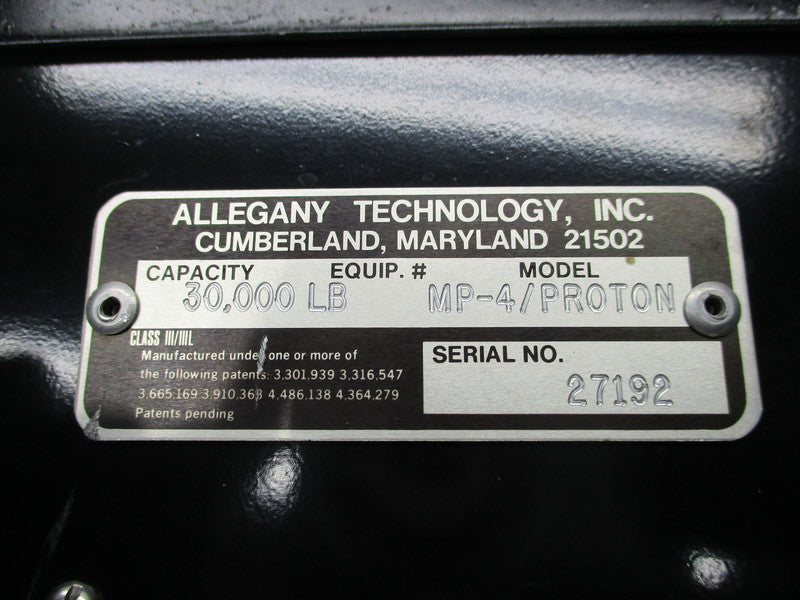 ALLEGANY TECHNOLOGY, INC.
CUMBERLAND, MARYLAND 21502
CAPACITY EQUIP. # MODEL
30,000 LB MP-4/PROTON
CLASS III/IIIL
Manufactured under one or more of
the following patents: 3,301,939 3,316,547
3,665,169 3,910,363 4,486,138 4,364,279
Patents pending
SERIAL NO.
27192